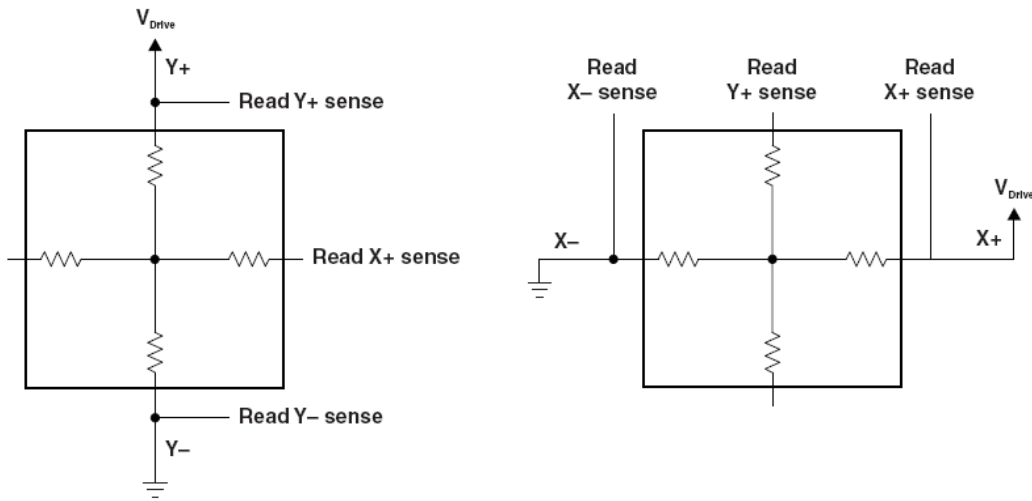 V_Drive
Y+
Read Y+ sense
Read X+ sense
Read Y– sense
Y–
Read
X– sense
Read
Y+ sense
Read
X+ sense
V_Drive
X–
X+